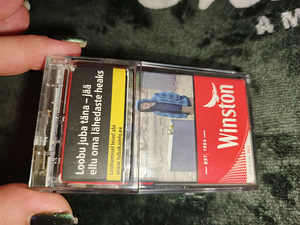 Loobu juba täna – jää
ellu oma lähedaste heaks
Winston
EST. 1954
A M